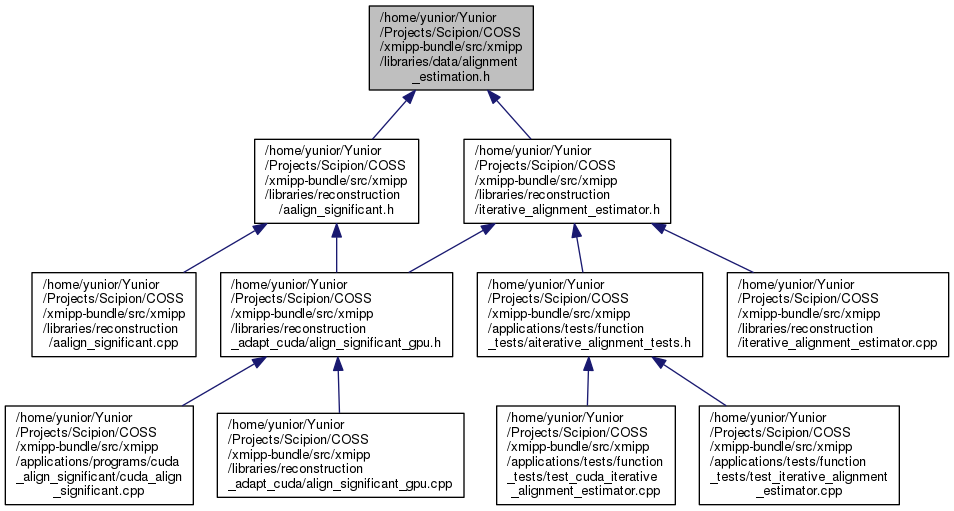 /home/yunior/Yunior
/Projects/Scipion/COSS
/xmipp-bundle/src/xmipp
/libraries/data/alignment
_estimation.h
/home/yunior/Yunior
/Projects/Scipion/COSS
/xmipp-bundle/src/xmipp
/libraries/reconstruction
/aalign_significant.h
/home/yunior/Yunior
/Projects/Scipion/COSS
/xmipp-bundle/src/xmipp
/libraries/reconstruction
/iterative_alignment_estimator.h
/home/yunior/Yunior
/Projects/Scipion/COSS
/xmipp-bundle/src/xmipp
/libraries/reconstruction
/aalign_significant.cpp
/home/yunior/Yunior
/Projects/Scipion/COSS
/xmipp-bundle/src/xmipp
/libraries/reconstruction
_adapt_cuda/align_significant_gpu.h
/home/yunior/Yunior
/Projects/Scipion/COSS
/xmipp-bundle/src/xmipp
/applications/tests/function
_tests/aiterative_alignment_tests.h
/home/yunior/Yunior
/Projects/Scipion/COSS
/xmipp-bundle/src/xmipp
/libraries/reconstruction
/iterative_alignment_estimator.cpp
/home/yunior/Yunior
/Projects/Scipion/COSS
/xmipp-bundle/src/xmipp
/applications/programs/cuda
_align_significant/cuda_align
_significant.cpp
/home/yunior/Yunior
/Projects/Scipion/COSS
/xmipp-bundle/src/xmipp
/libraries/reconstruction
_adapt_cuda/align_significant_gpu.cpp
/home/yunior/Yunior
/Projects/Scipion/COSS
/xmipp-bundle/src/xmipp
/applications/tests/function
_tests/test_cuda_iterative
_alignment_estimator.cpp
/home/yunior/Yunior
/Projects/Scipion/COSS
/xmipp-bundle/src/xmipp
/applications/tests/function
_tests/test_iterative_alignment
_estimator.cpp